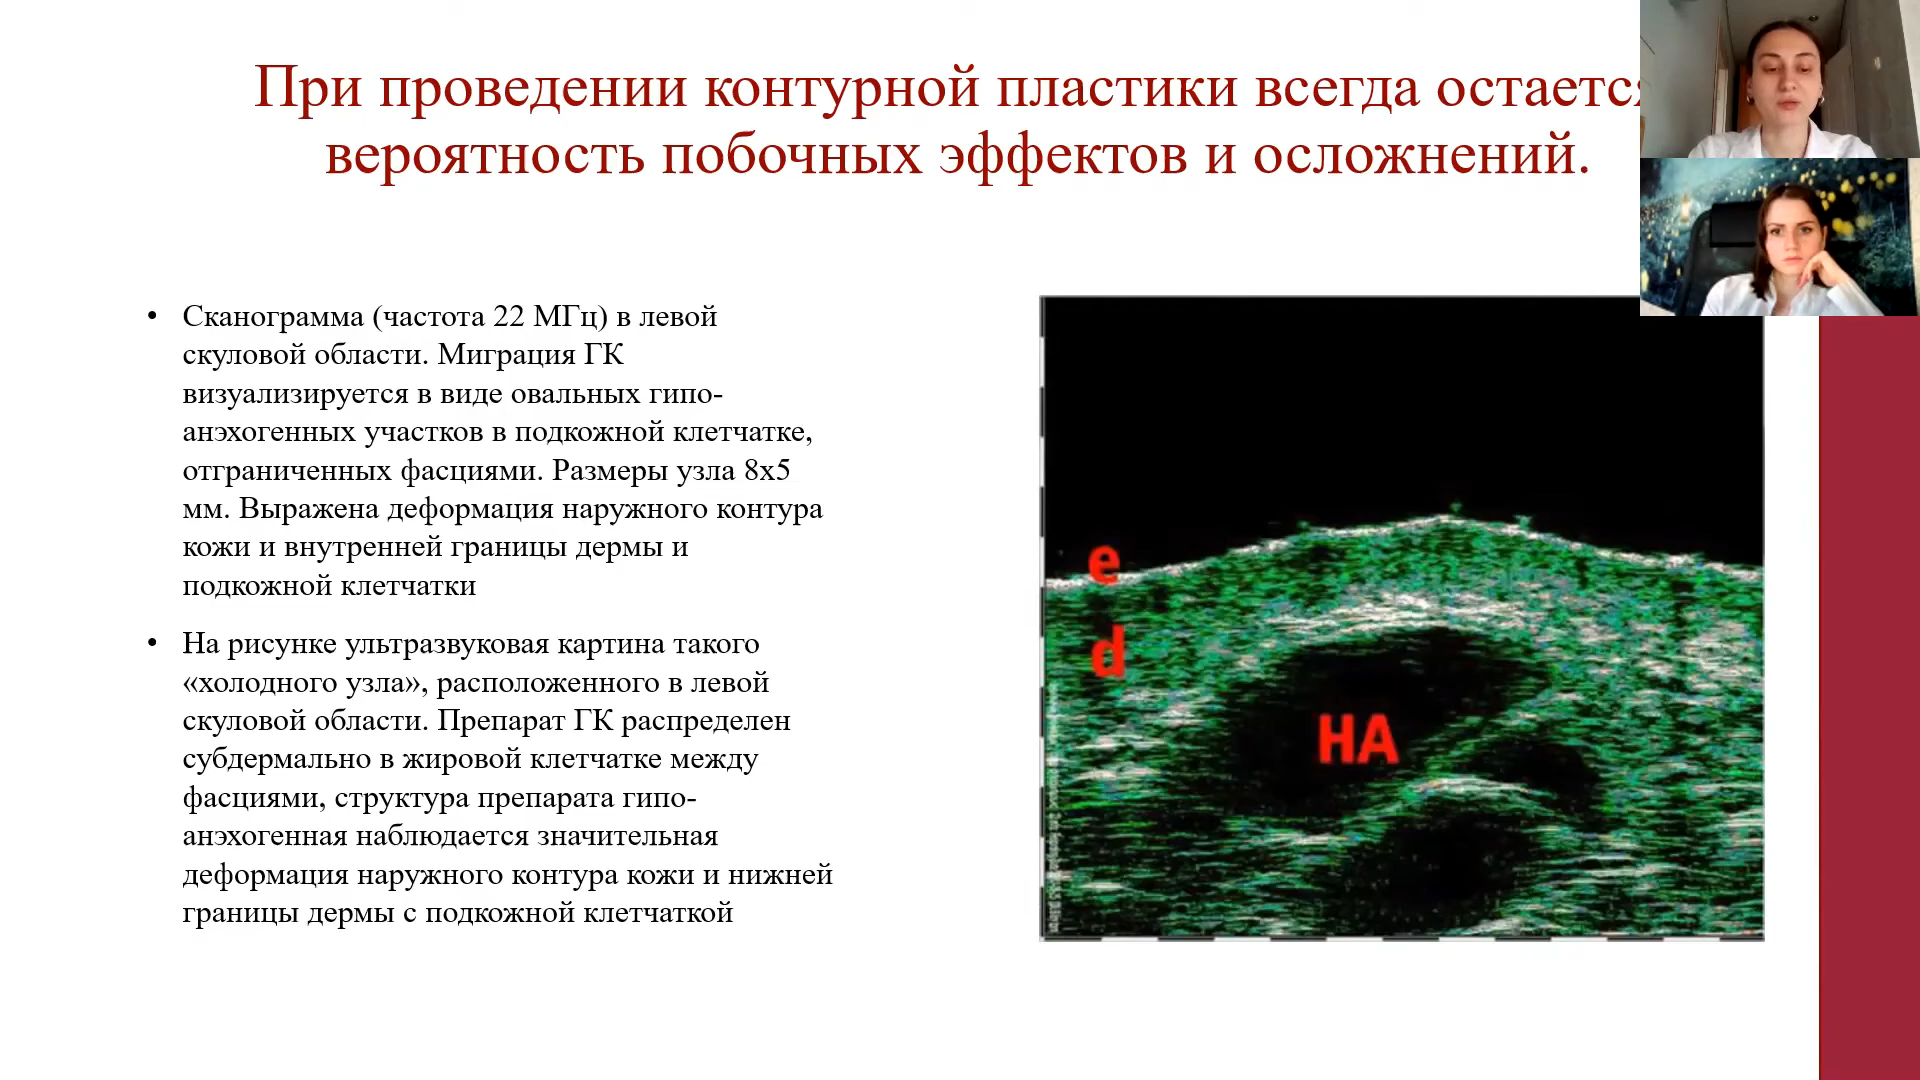 При проведении контурной пластики всегда остаетс
вероятность побочных эффектов и осложнений.
• Сканограмма (частота 22 МГц) в левой
скуловой области. Миграция ГК
визуализируется в виде овальных гипо-
анэхогенных участков в подкожной клетчатке,
отграниченных фасциями. Размеры узла 8х5
мм. Выражена деформация наружного контура
кожи и внутренней границы дермы и
подкожной клетчатки
• На рисунке ультразвуковая картина такого
«холодного узла», расположенного в левой
скуловой области. Препарат ГК распределен
субдермально в жировой клетчатке между
фасциями, структура препарата гипо-
анэхогенная наблюдается значительная
деформация наружного контура кожи и нижней
границы дермы с подкожной клетчаткой
e
d
HA